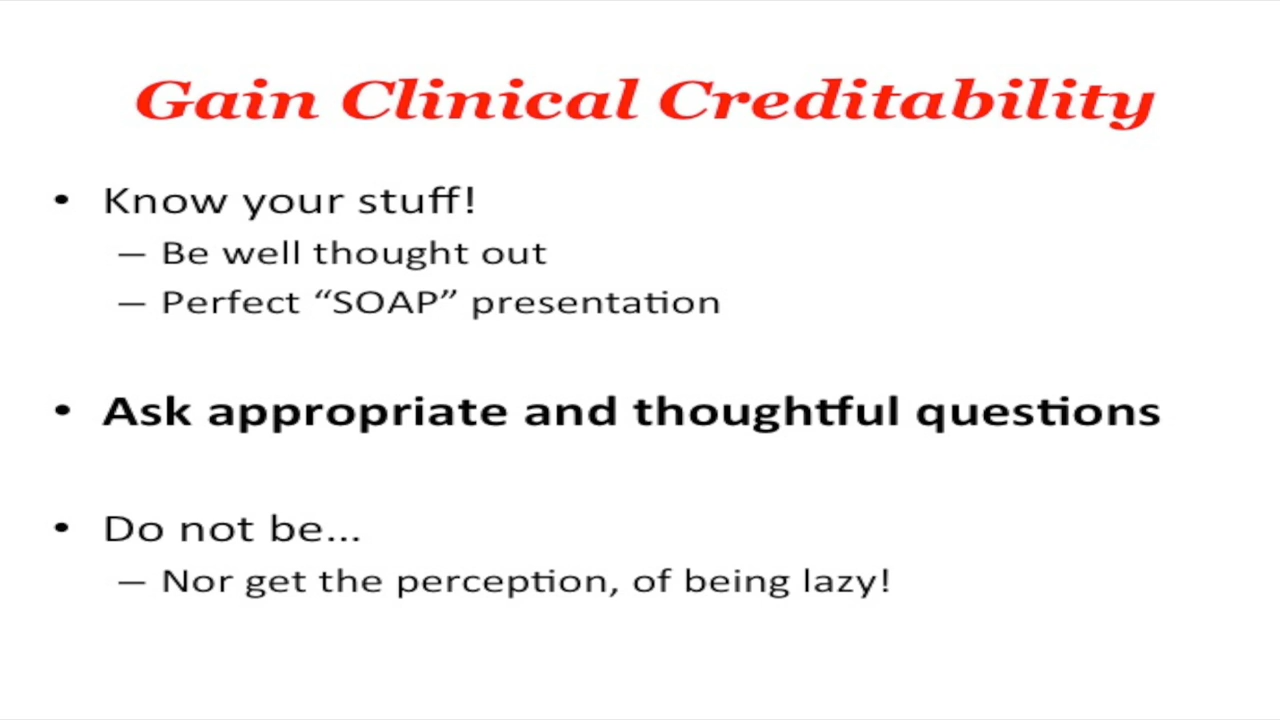 Gain Clinical Creditability
• Know your stuff!
– Be well thought out
– Perfect “SOAP” presentation
• Ask appropriate and thoughtful questions
• Do not be...
– Nor get the perception, of being lazy!